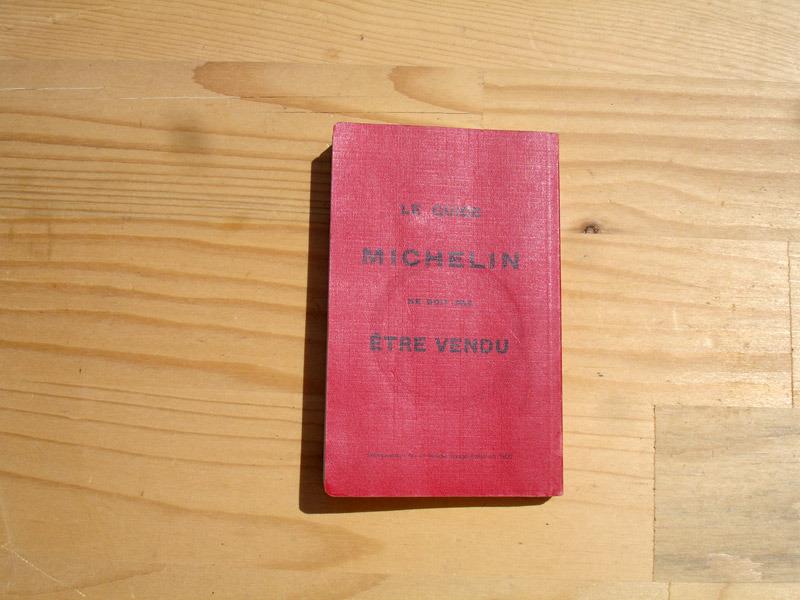 LE GUIDE
MICHELIN
NE DOIT PAS
ÊTRE VENDU